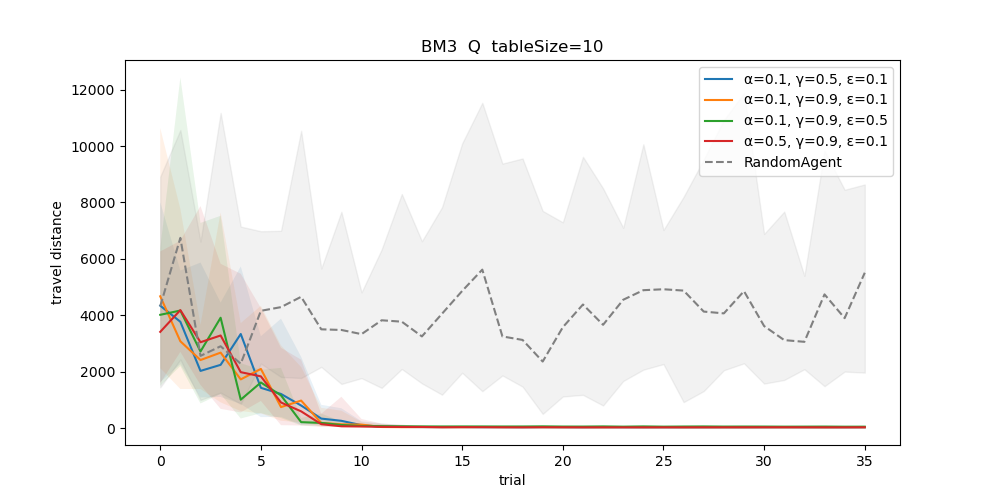 BM3  Q  tableSize=10
α=0.1, γ=0.5, ε=0.1
α=0.1, γ=0.9, ε=0.1
α=0.1, γ=0.9, ε=0.5
α=0.5, γ=0.9, ε=0.1
RandomAgent
travel distance
12000
10000
8000
6000
4000
2000
0
0 5 10 15 20 25 30 35
trial